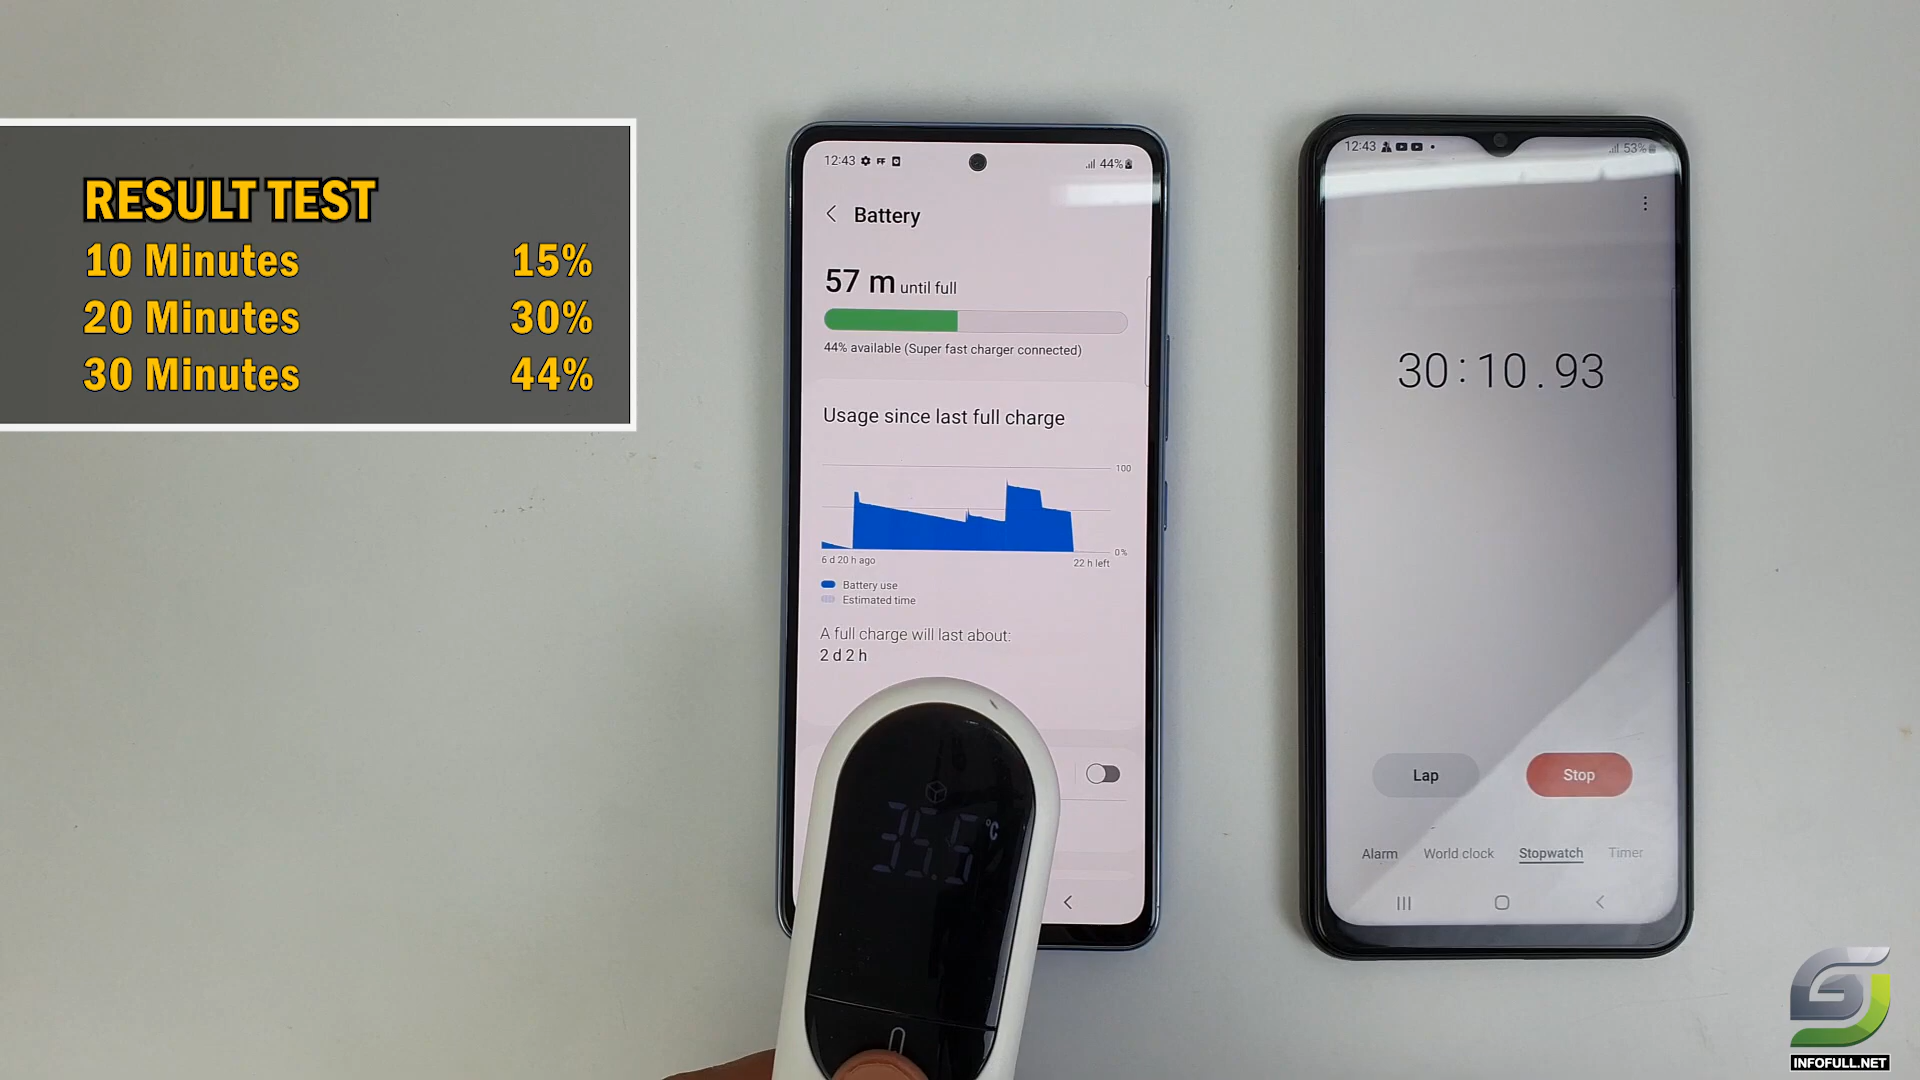 RESULT TEST
10 Minutes 15%
20 Minutes 30%
30 Minutes 44%
12:43 FF 44%
Battery
57 m until full
44% available (Super fast charger connected)
Usage since last full charge
100
0%
6 d 20 h ago 22 h left
Battery use
Estimated time
A full charge will last about:
2 d 2 h
35.5 °C
12:43 53%
30:10.93
Lap Stop
Alarm World clock Stopwatch Timer
INFOFULL.NET